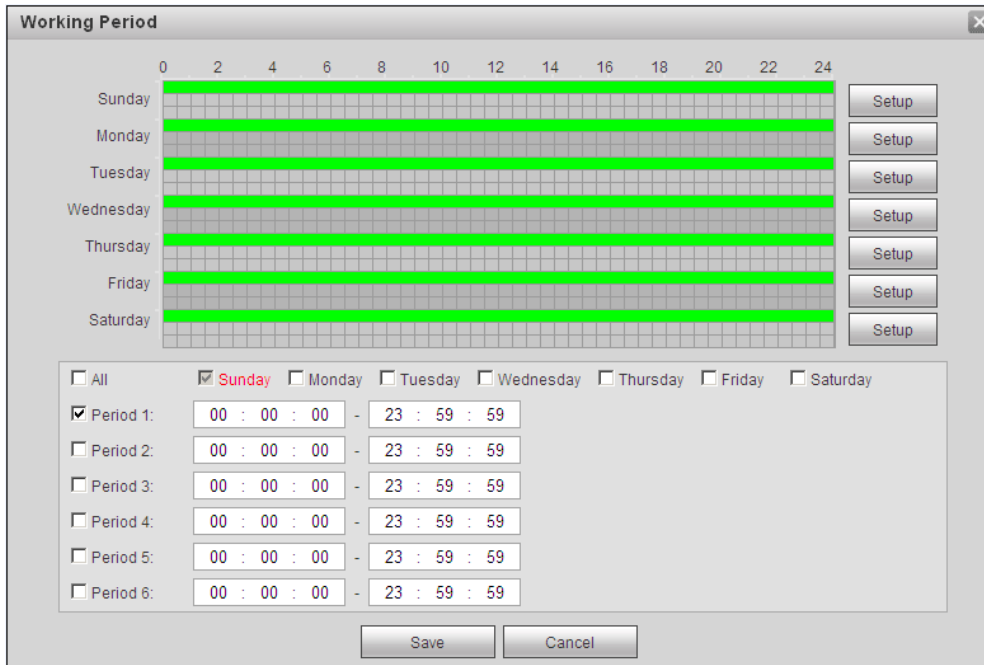 Working Period
0 2 4 6 8 10 12 14 16 18 20 22 24
Sunday Setup
Monday Setup
Tuesday Setup
Wednesday Setup
Thursday Setup
Friday Setup
Saturday Setup
All Sunday Monday Tuesday Wednesday Thursday Friday Saturday
Period 1: 00 : 00 : 00 - 23 : 59 : 59
Period 2: 00 : 00 : 00 - 23 : 59 : 59
Period 3: 00 : 00 : 00 - 23 : 59 : 59
Period 4: 00 : 00 : 00 - 23 : 59 : 59
Period 5: 00 : 00 : 00 - 23 : 59 : 59
Period 6: 00 : 00 : 00 - 23 : 59 : 59
Save Cancel